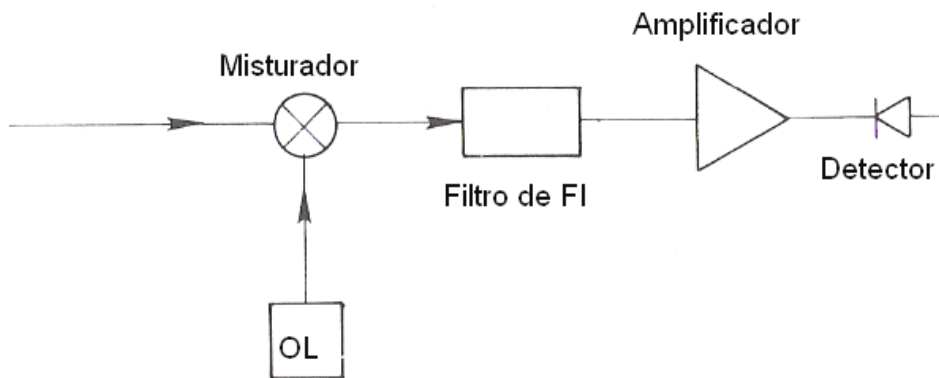 Amplificador
Misturador
Detector
Filtro de FI
OL